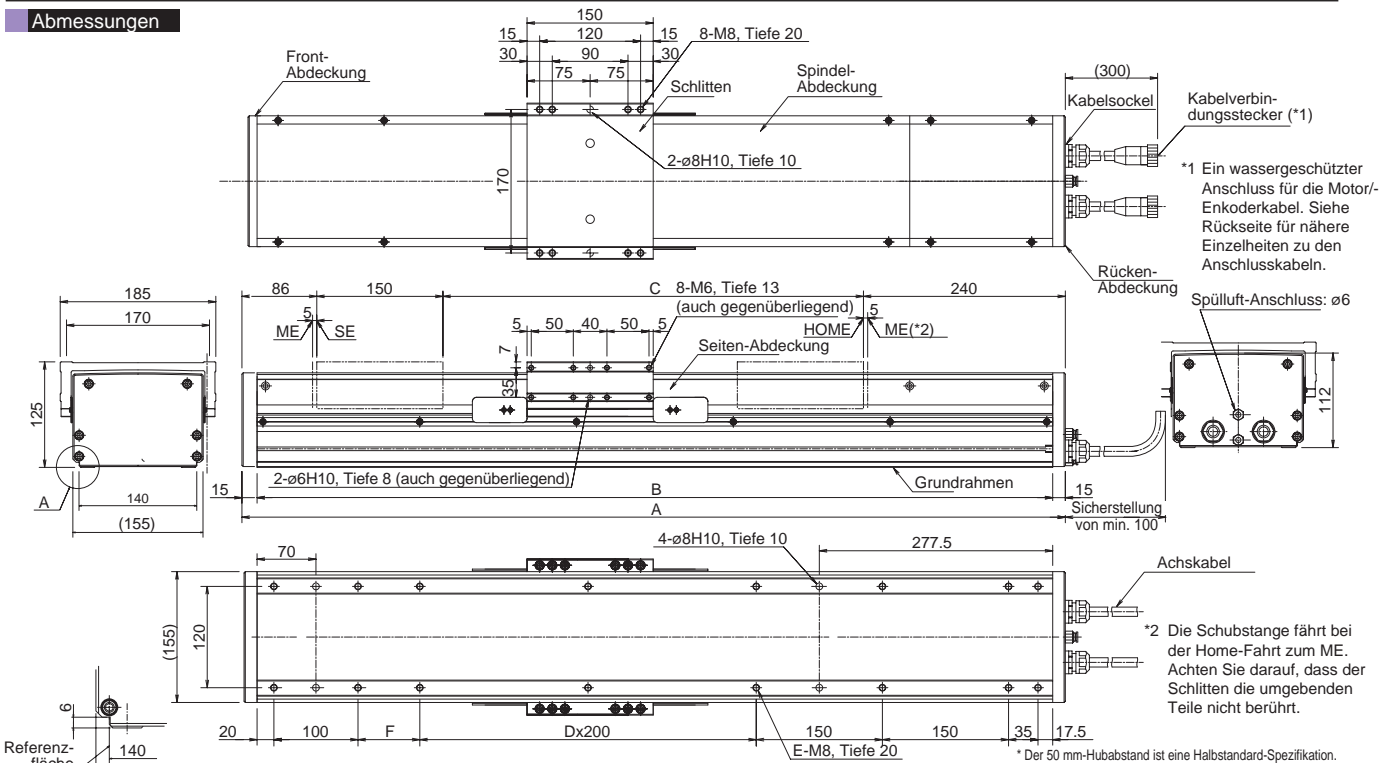 Abmessungen
150
15
120
15
8-M8, Tiefe 20
30
90
30
75
75
Front-
Abdeckung
Schlitten
Spindel-
Abdeckung
(300)
Kabelsockel
Kabelverbin-
dungsstecker (*1)
2-ø8H10, Tiefe 10
170
*1 Ein wassergeschützter
Anschluss für die Motor/-
Enkoderkabel. Siehe
Rückseite für nähere
Einzelheiten zu den
Anschlusskabeln.
Rücken-
Abdeckung
185
170
125
A
140
(155)
86
150
C
8-M6, Tiefe 13
(auch gegenüberliegend)
240
5
ME
SE
5
50
40
50
5
HOME
5
ME(*2)
7
35
Seiten-Abdeckung
Spülluft-Anschluss: ø6
112
2-ø6H10, Tiefe 8 (auch gegenüberliegend)
Grundrahmen
15
B
15
A
Sicherstellung
von min. 100
70
4-ø8H10, Tiefe 10
277.5
Achskabel
(155)
120
*2 Die Schubstange fährt bei
der Home-Fahrt zum ME.
Achten Sie darauf, dass der
Schlitten die umgebenden
Teile nicht berührt.
20
100
F
Dx200
E-M8, Tiefe 20
150
150
35
17.5
6
Referenz-
fläche
140
* Der 50 mm-Hubabstand ist eine Halbstandard-Spezifikation.